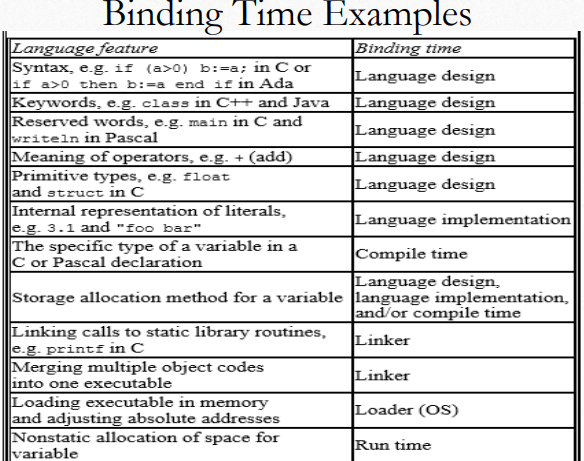 Binding Time Examples
Language feature Binding time
Syntax, e.g. if (a>0) b:=a; in C or
if a>0 then b:=a end if in Ada
Language design
Keywords, e.g. class in C++ and Java Language design
Reserved words, e.g. main in C and
writeln in Pascal
Language design
Meaning of operators, e.g. + (add) Language design
Primitive types, e.g. float
and struct in C
Language design
Internal representation of literals,
e.g. 3.1 and "foo bar"
Language implementation
The specific type of a variable in a
C or Pascal declaration
Compile time
Storage allocation method for a variable
Language design,
language implementation,
and/or compile time
Linking calls to static library routines,
e.g. printf in C
Linker
Merging multiple object codes
into one executable
Linker
Loading executable in memory
and adjusting absolute addresses
Loader (OS)
Nonstatic allocation of space for
variable
Run time